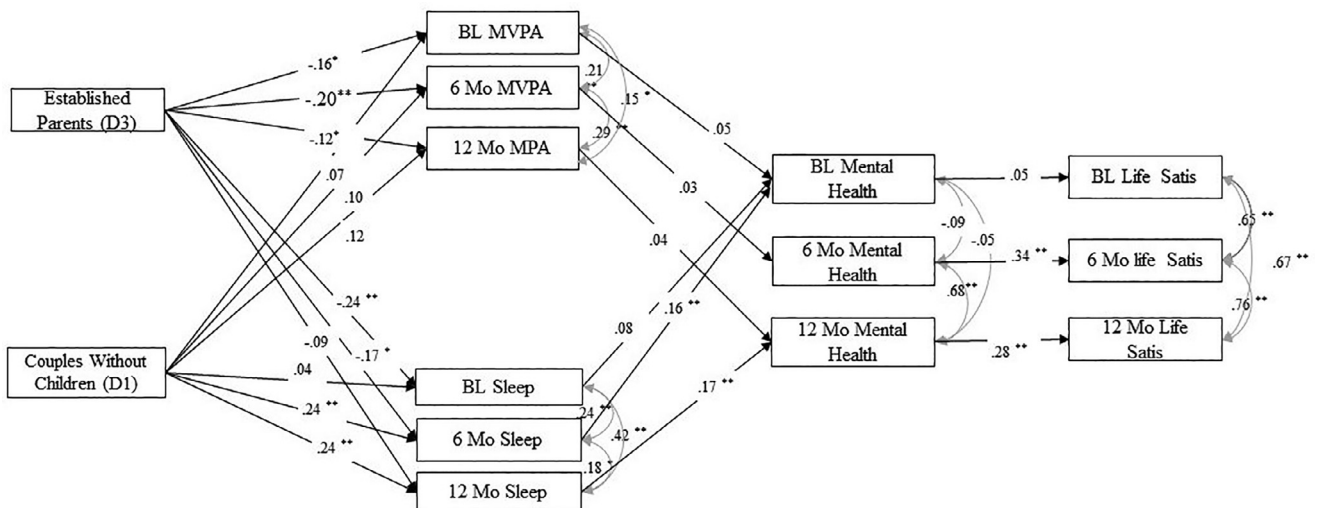 BL MVPA
6 Mo MVPA
12 Mo MPA
Established
Parents (D3)
Couples Without
Children (D1)
BL Sleep
6 Mo Sleep
12 Mo Sleep
BL Mental
Health
6 Mo Mental
Health
12 Mo Mental
Health
BL Life Satis
6 Mo life Satis
12 Mo Life
Satis
-.16*
-.20**
-.12*
.07
.10
.12
-.24 **
-.17 *
-.09
.04
.24 **
.24 **
.21
**
.15 *
.29 **
.05
.03
.04
.08
.16 **
.17 **
.24 **
.42 **
.18 *
-.09
-.05
.68**
.05
.34 **
.28 **
.65 **
.67 **
.76 **